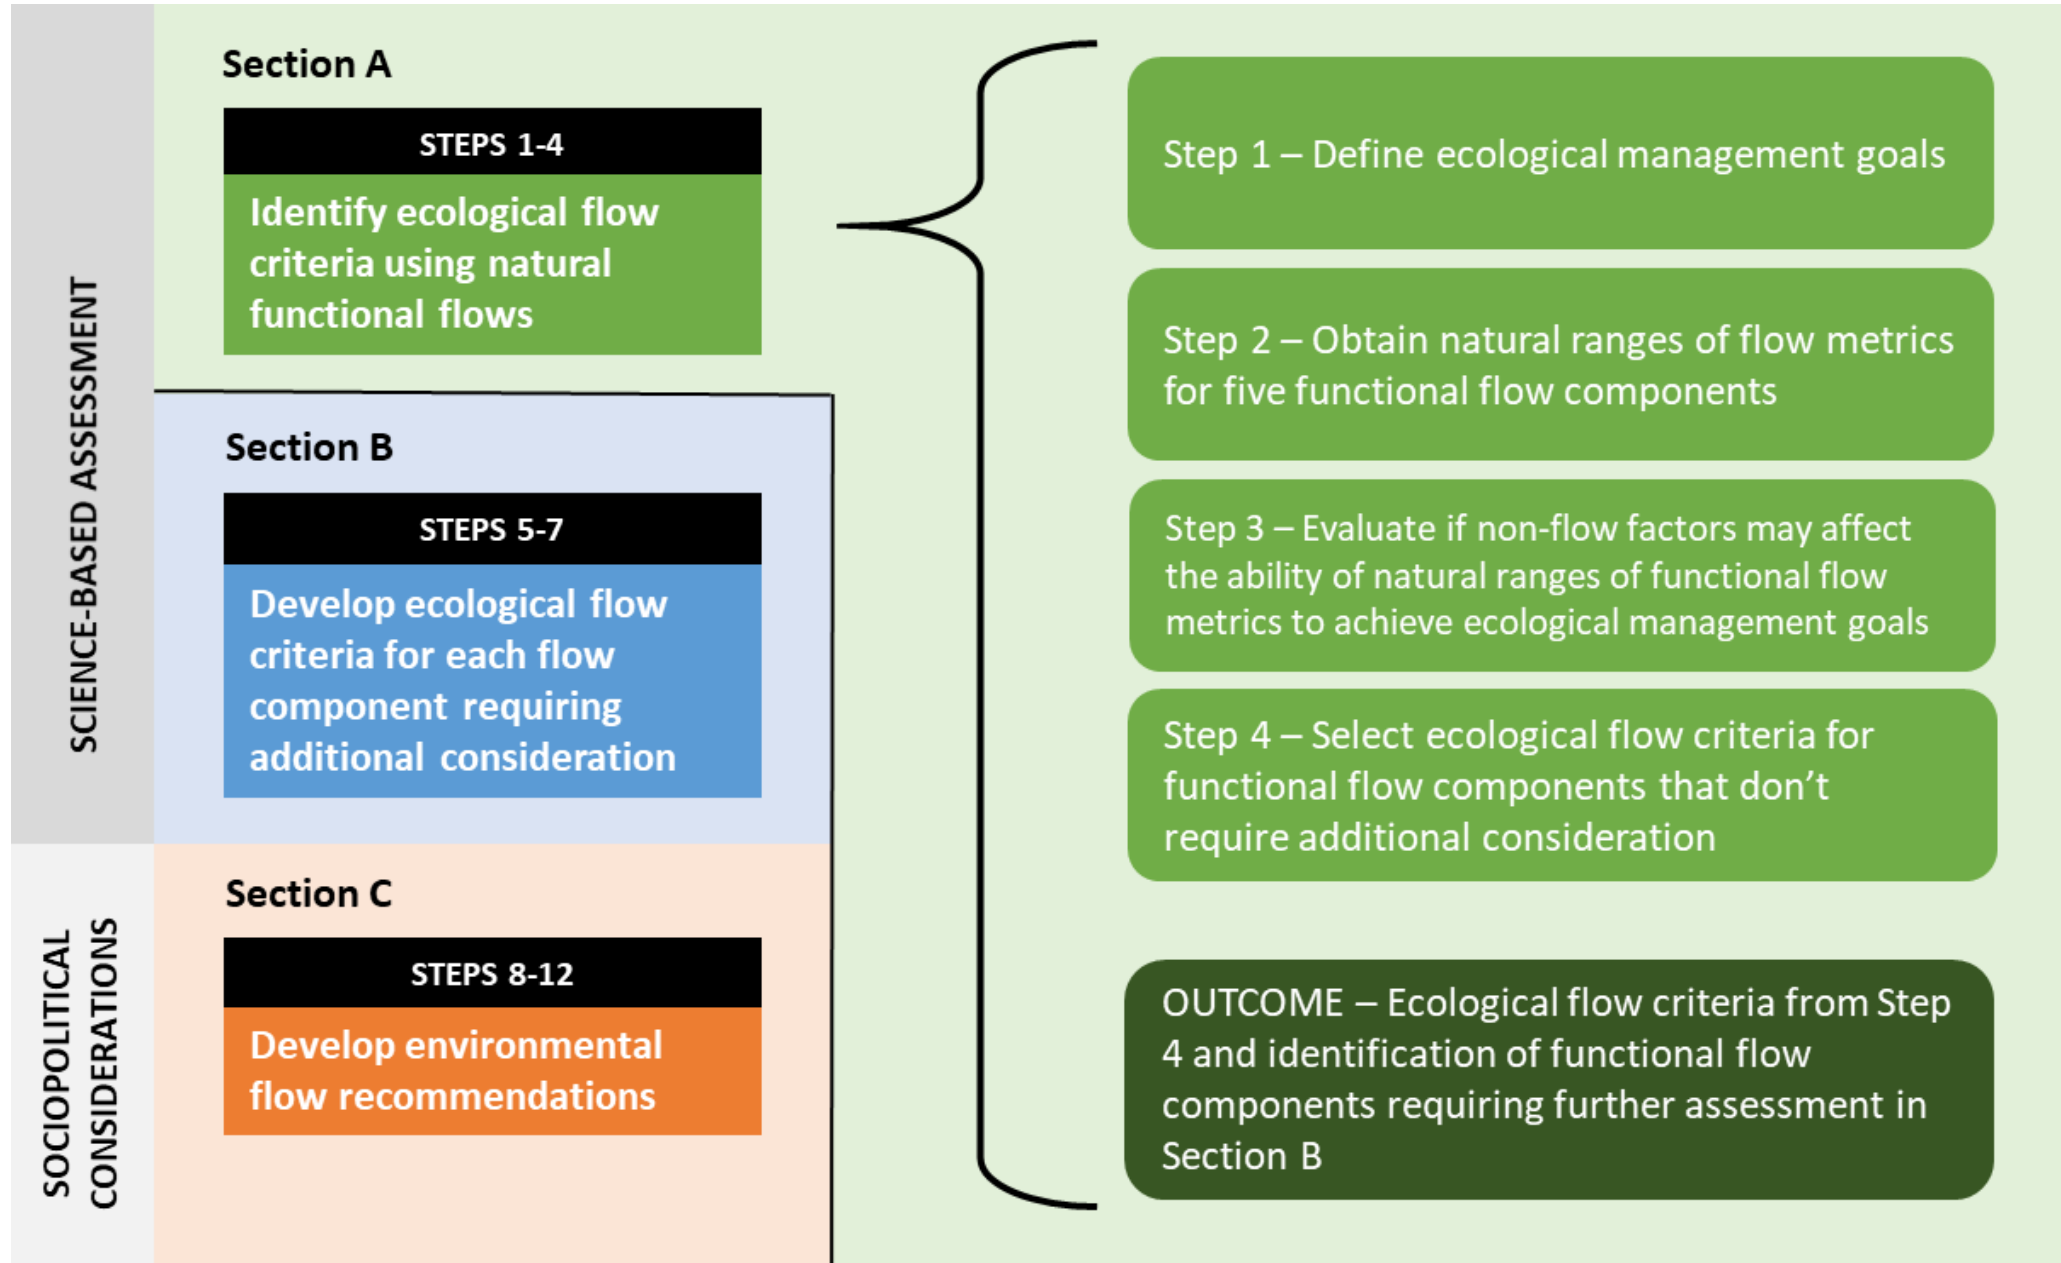 SCIENCE-BASED ASSESSMENT
Section A
STEPS 1-4
Identify ecological flow
criteria using natural
functional flows
Section B
STEPS 5-7
Develop ecological flow
criteria for each flow
component requiring
additional consideration
SOCIOPOLITICAL
CONSIDERATIONS
Section C
STEPS 8-12
Develop environmental
flow recommendations
Step 1 – Define ecological management goals
Step 2 – Obtain natural ranges of flow metrics
for five functional flow components
Step 3 – Evaluate if non-flow factors may affect
the ability of natural ranges of functional flow
metrics to achieve ecological management goals
Step 4 – Select ecological flow criteria for
functional flow components that don’t
require additional consideration
OUTCOME – Ecological flow criteria from Step
4 and identification of functional flow
components requiring further assessment in
Section B